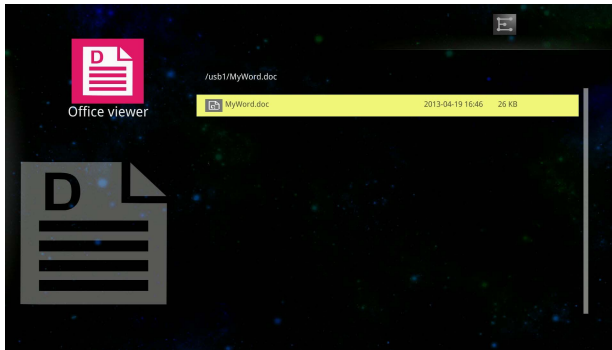 D
Office viewer
/usb1/MyWord.doc
MyWord.doc 2013-04-19 16:46 26 KB
D